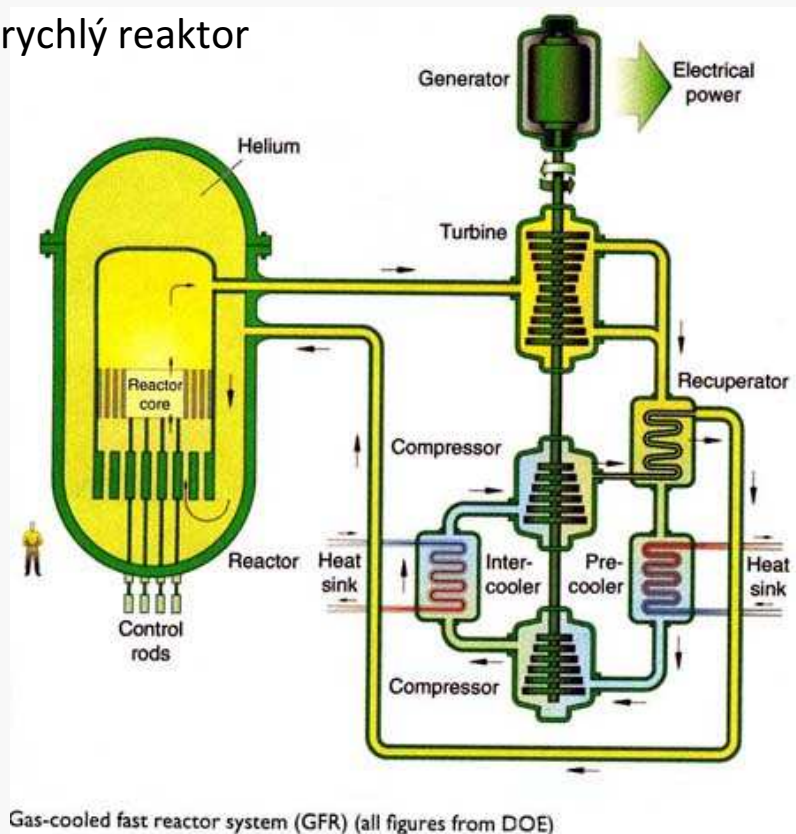 rychlý reaktor
Generator
Electrical
power
Helium
Turbine
Reactor
core
Recuperator
Compressor
Reactor
Heat
sink
Inter-
cooler
Pre-
cooler
Heat
sink
Control
rods
Compressor
Gas-cooled fast reactor system (GFR) (all figures from DOE)